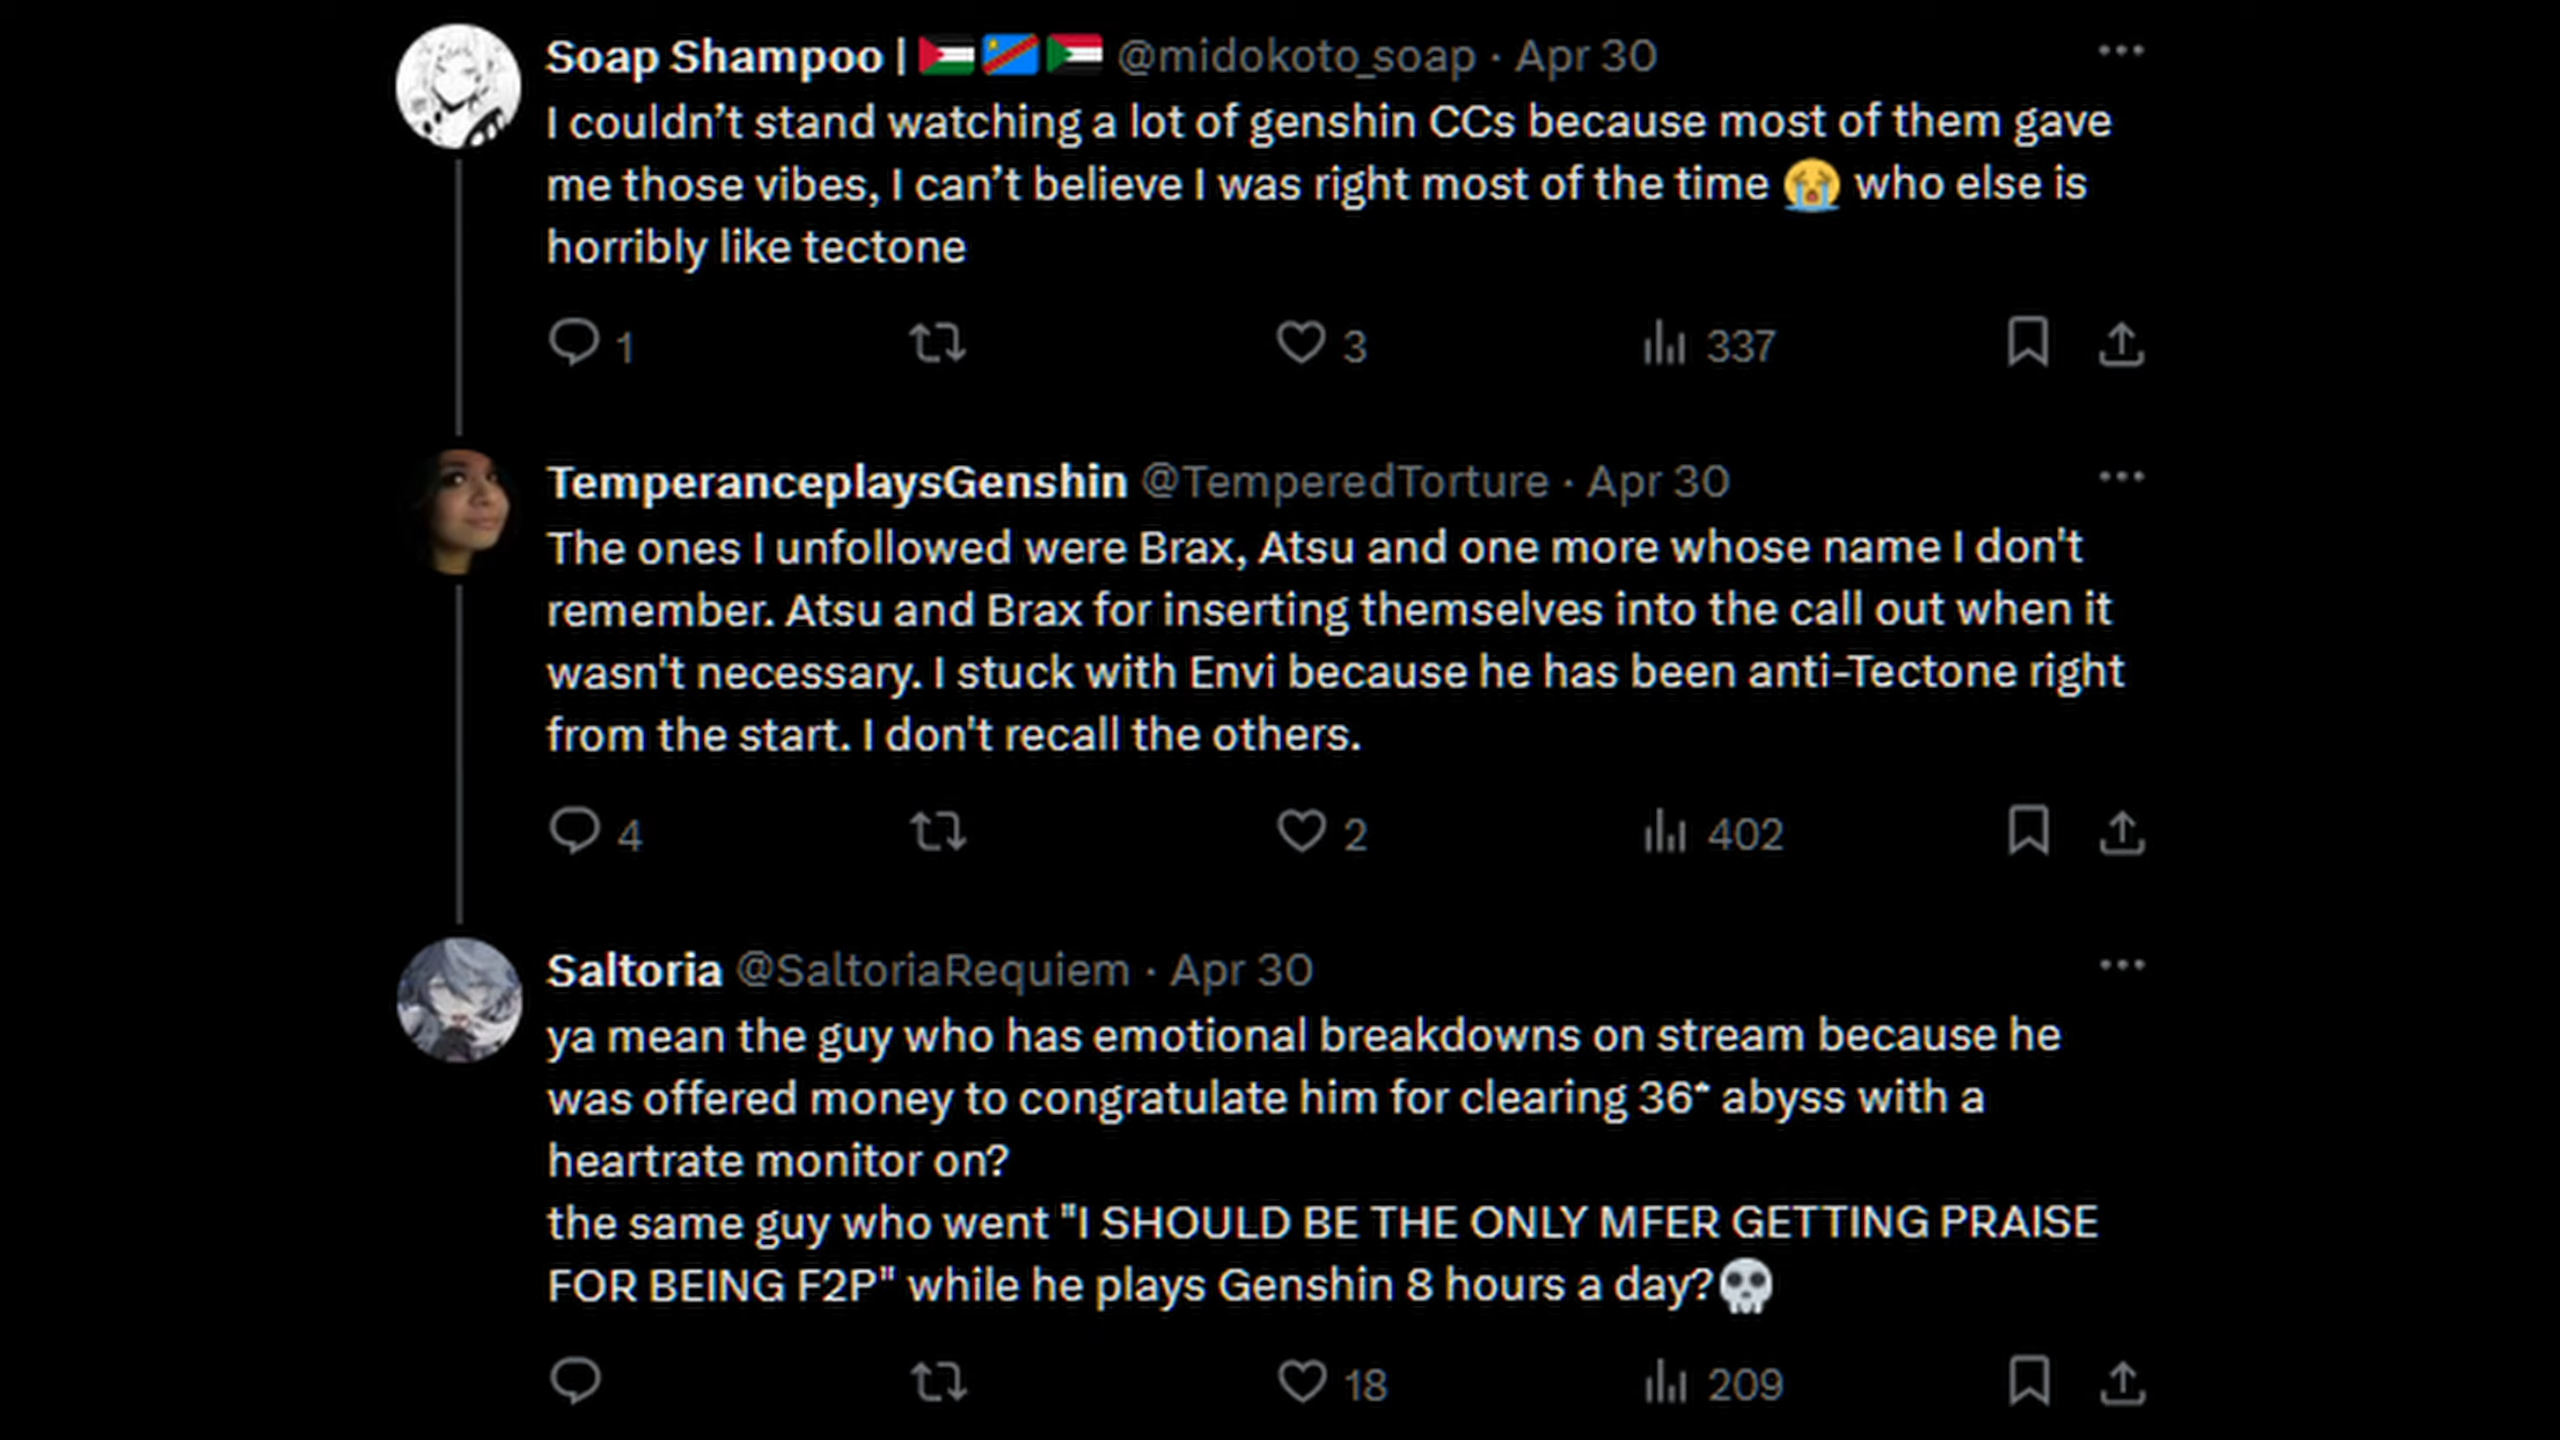 Soap Shampoo | 🇵🇸🇨🇩🇸🇩 @midokoto_soap · Apr 30
I couldn’t stand watching a lot of genshin CCs because most of them gave
me those vibes, I can’t believe I was right most of the time 😭 who else is
horribly like tectone
1 3 337
TemperanceplaysGenshin @TemperedTorture · Apr 30
The ones I unfollowed were Brax, Atsu and one more whose name I don't
remember. Atsu and Brax for inserting themselves into the call out when it
wasn't necessary. I stuck with Envi because he has been anti-Tectone right
from the start. I don't recall the others.
4 2 402
Saltoria @SaltoriaRequiem · Apr 30
ya mean the guy who has emotional breakdowns on stream because he
was offered money to congratulate him for clearing 36* abyss with a
heartrate monitor on?
the same guy who went "I SHOULD BE THE ONLY MFER GETTING PRAISE
FOR BEING F2P" while he plays Genshin 8 hours a day?💀
18 209